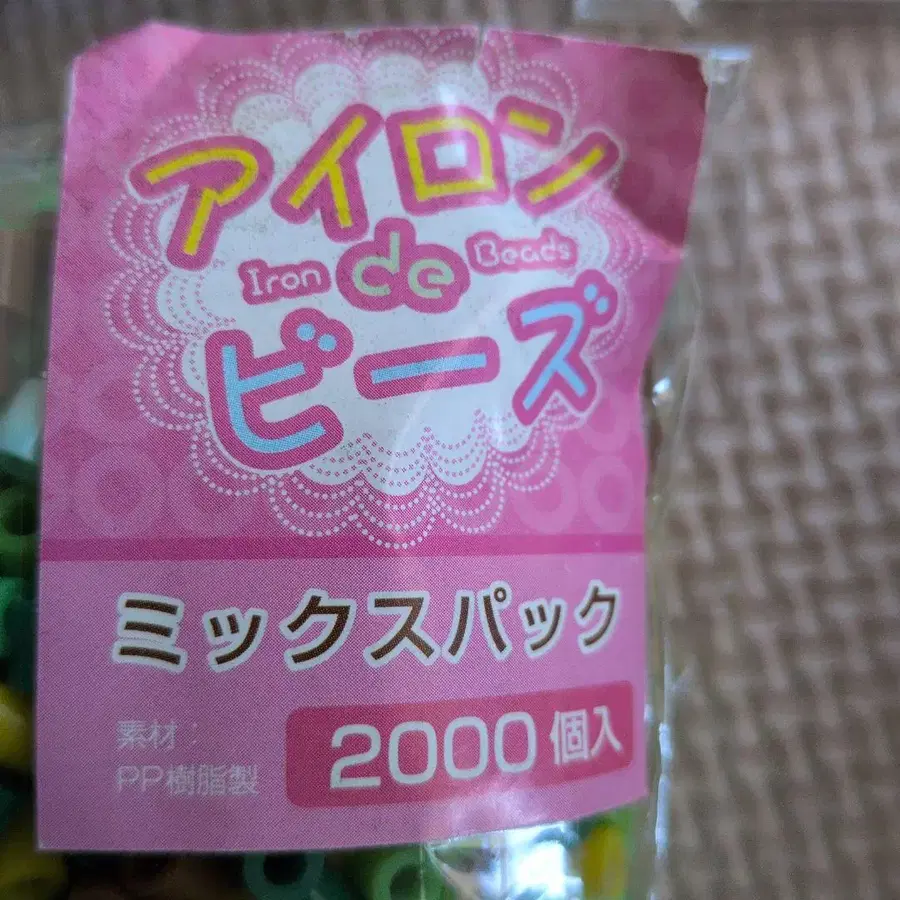 アイロン
Iron de Beads
ビーズ
ミックスパック
素材：
PP樹脂製
2000個入